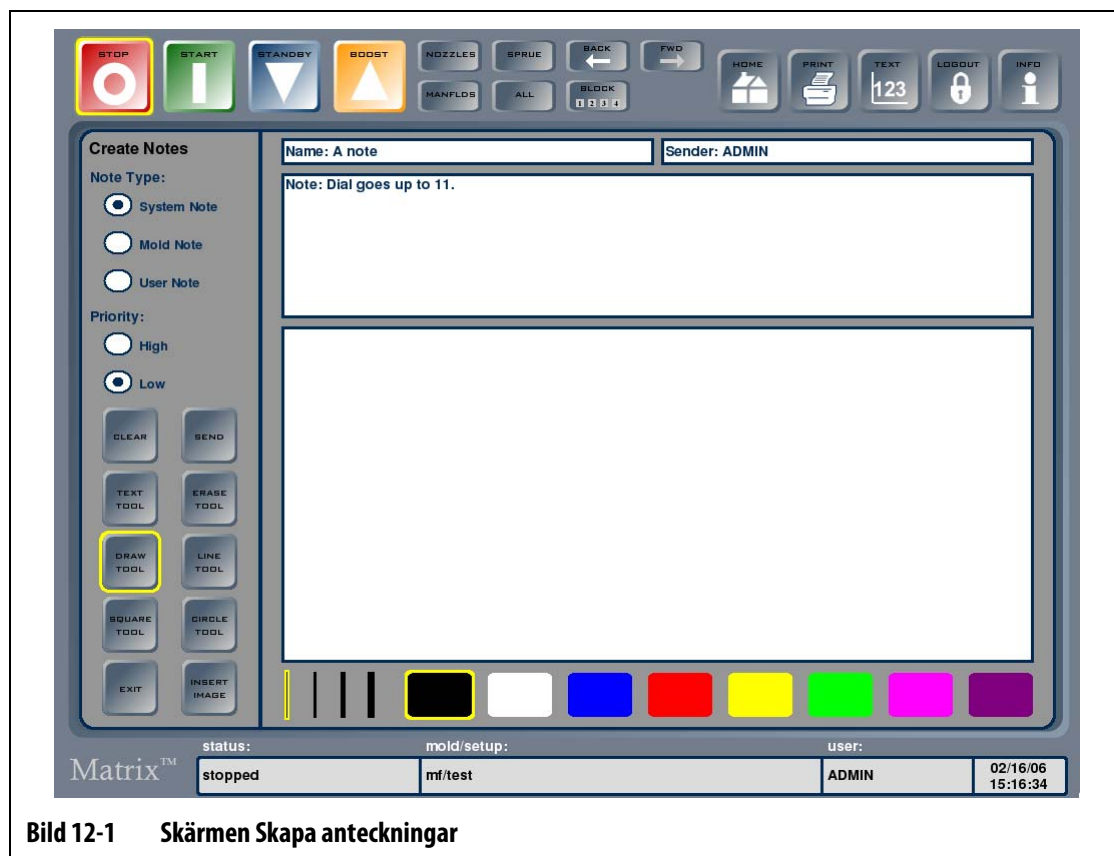 STOP START STANDBY BOOST NOZZLES SPRUE BACK FWD HOME PRINT TEXT LOGOUT INFO
MANFLDS ALL BLOCK 123
1 2 3 4
Create Notes
Note Type:
System Note
Mold Note
User Note
Priority:
High
Low
CLEAR SEND
TEXT TOOL ERASE TOOL
DRAW TOOL LINE TOOL
SQUARE TOOL CIRCLE TOOL
EXIT INSERT IMAGE
Name: A note Sender: ADMIN
Note: Dial goes up to 11.
status: mold/setup: user:
Matrix™ stopped mf/test ADMIN 02/16/06
15:16:34
Bild 12-1 Skärmen Skapa anteckningar